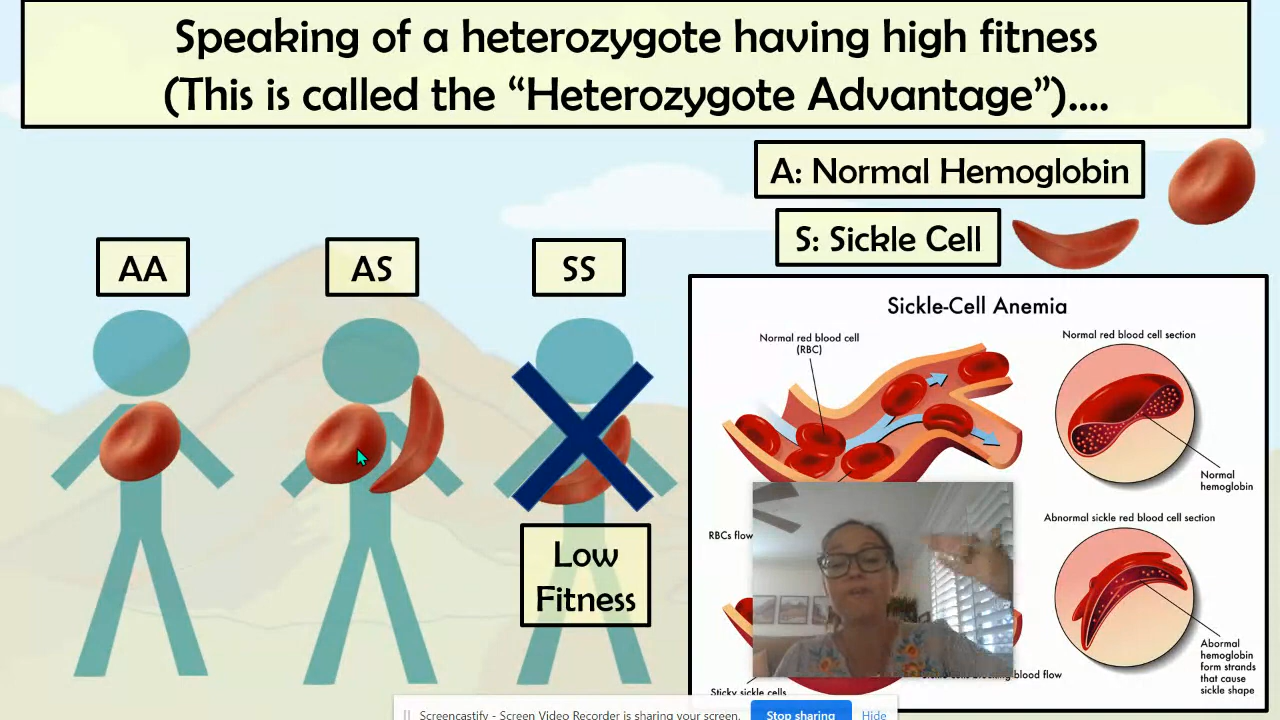 Speaking of a heterozygote having high fitness
(This is called the “Heterozygote Advantage”)....
A: Normal Hemoglobin
S: Sickle Cell
AA
AS
SS
Low
Fitness
Sickle-Cell Anemia
Normal red blood cell
(RBC)
Normal red blood cell section
Normal
hemoglobin
Abnormal sickle red blood cell section
RBCs flow
Abormal
hemoglobin
form strands
that cause
sickle shape
blood flow
Sticky sickle cells
Screencastify - Screen Video Recorder is sharing your screen.
Stop sharing
Hide